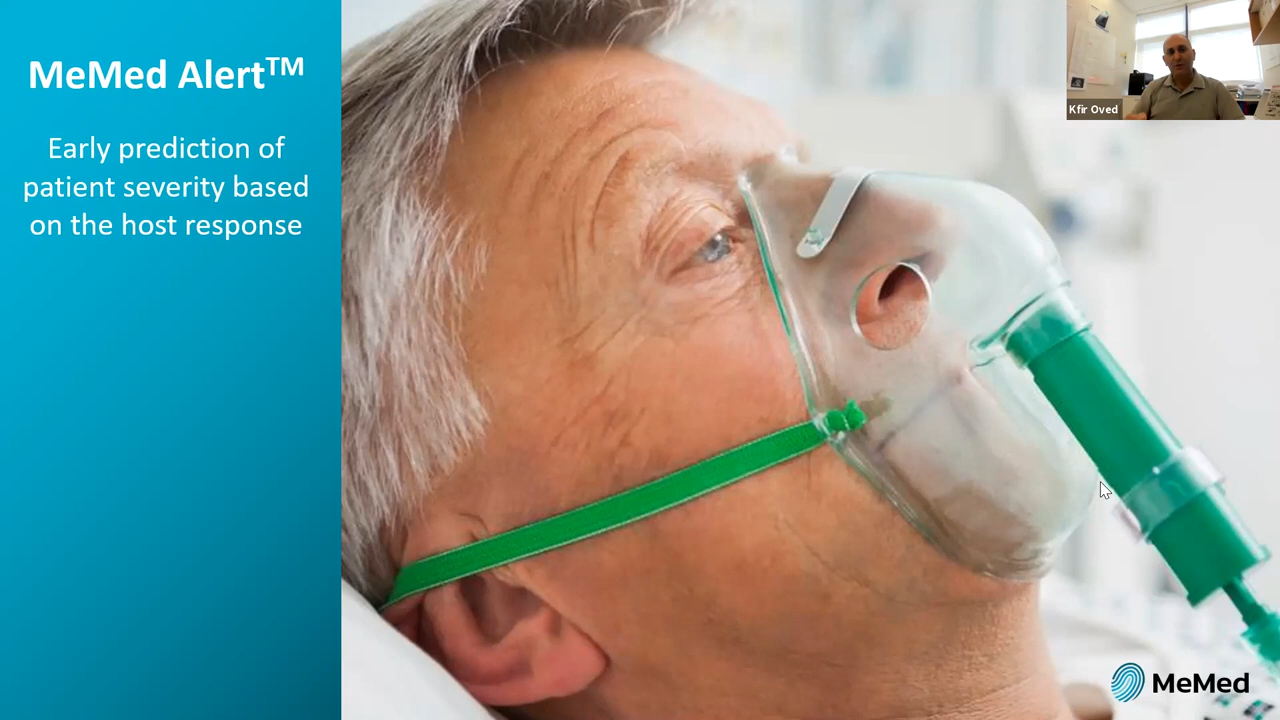 MeMed Alert™
Early prediction of
patient severity based
on the host response
Kfir Oved
MeMed